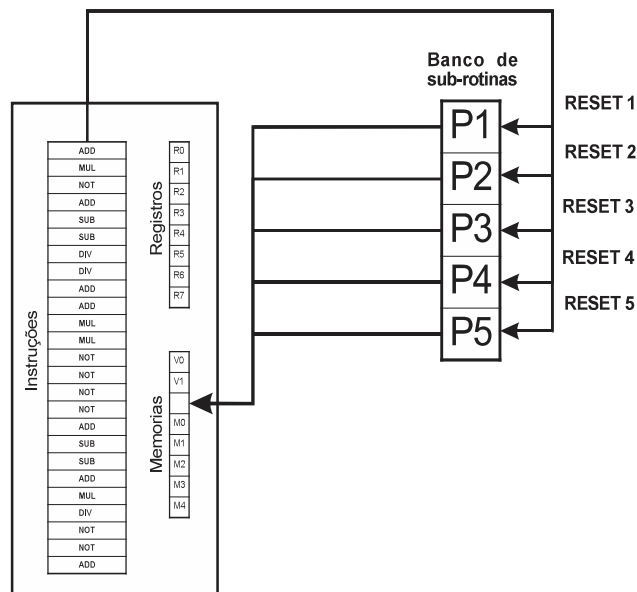 Banco de
sub-rotinas
RESET 1
P1
RESET 2
P2
RESET 3
P3
RESET 4
P4
RESET 5
P5
Instruções
ADD
MUL
NOT
ADD
SUB
SUB
DIV
DIV
ADD
ADD
MUL
MUL
NOT
NOT
NOT
NOT
ADD
SUB
SUB
ADD
MUL
DIV
NOT
NOT
ADD
Registros
R0
R1
R2
R3
R4
R5
R6
R7
Memorias
V0
V1
M0
M1
M2
M3
M4